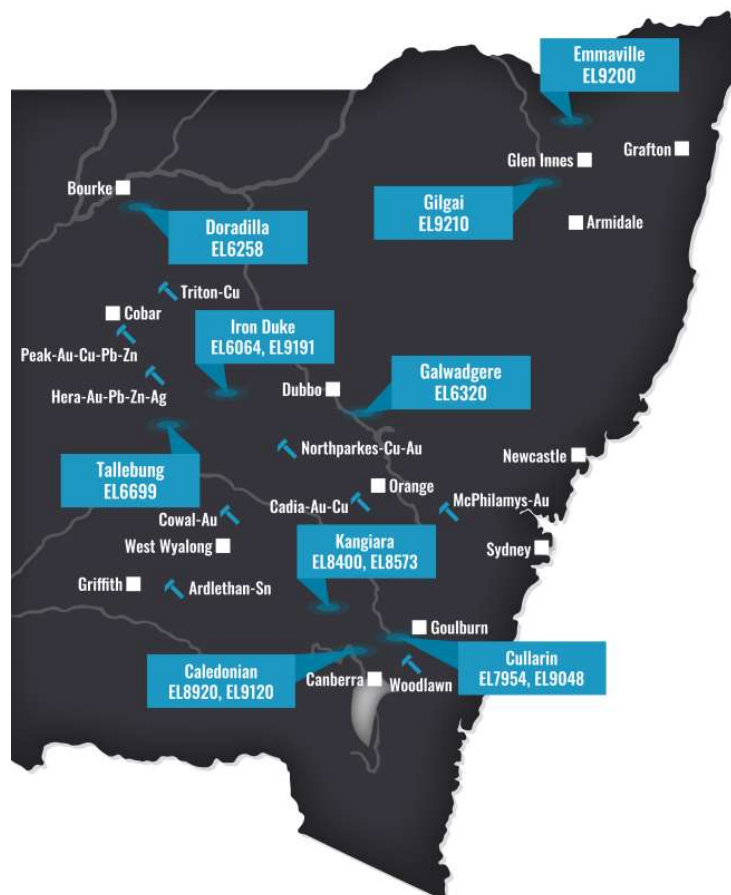 Emmaville
EL9200
Grafton
Glen Innes
Bourke
Gilgai
EL9210
Armidale
Doradilla
EL6258
Triton-Cu
Cobar
Iron Duke
EL6064, EL9191
Peak-Au-Cu-Pb-Zn
Hera-Au-Pb-Zn-Ag
Dubbo
Galwadgere
EL6320
Northparkes-Cu-Au
Newcastle
Tallebung
EL6699
Orange
Cadia-Au-Cu
McPhilamys-Au
Cowal-Au
West Wyalong
Kangiara
EL8400, EL8573
Sydney
Griffith
Ardlethan-Sn
Goulburn
Caledonian
EL8920, EL9120
Canberra
Woodlawn
Cullarin
EL7954, EL9048